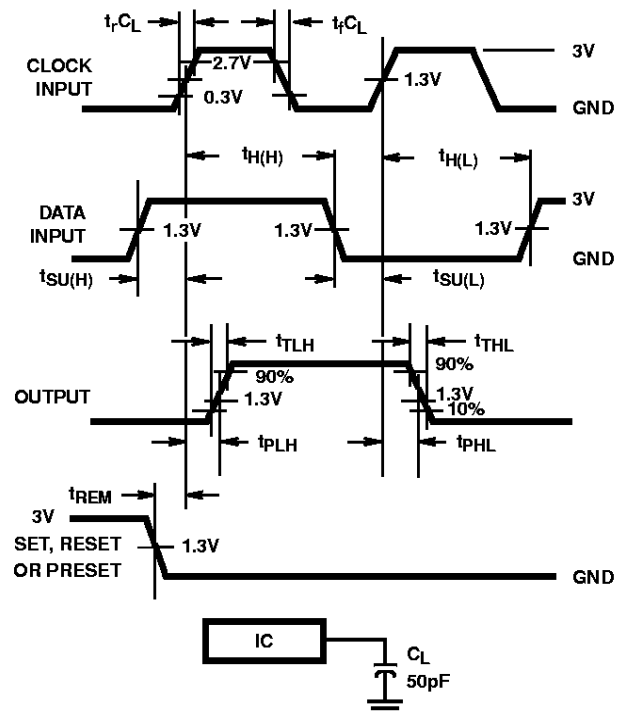 trCL
tfCL
CLOCK INPUT
2.7V
0.3V
1.3V
3V
GND
tH(H)
tH(L)
DATA INPUT
1.3V
1.3V
1.3V
3V
GND
tSU(H)
tSU(L)
tTLH
tTHL
OUTPUT
90%
1.3V
90%
1.3V
10%
tPLH
tPHL
tREM
3V
SET, RESET
OR PRESET
1.3V
GND
IC
CL
50pF